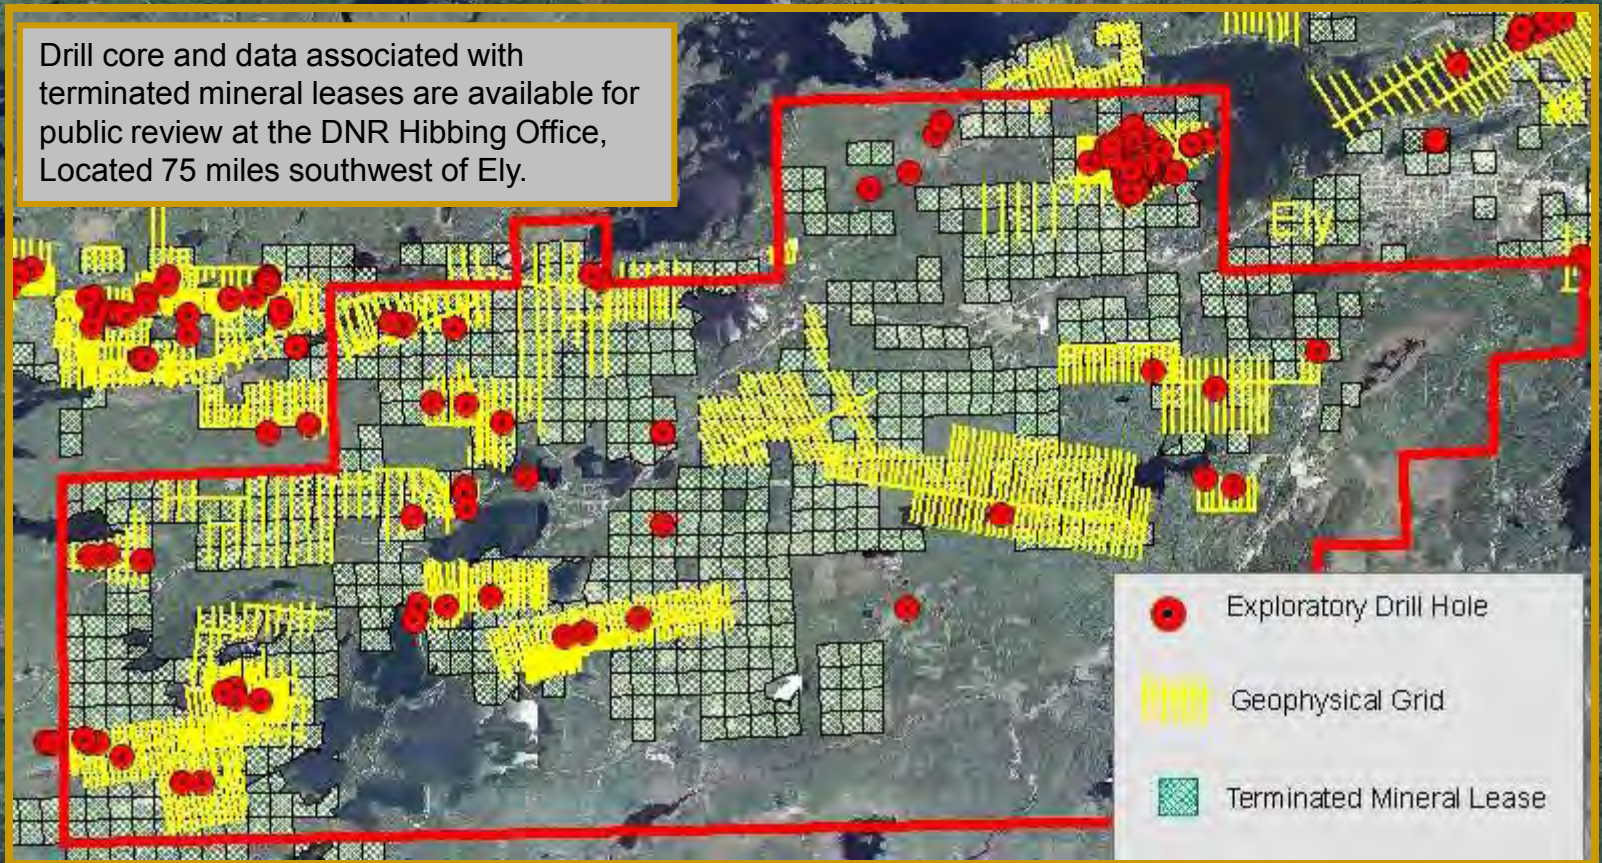 Drill core and data associated with
terminated mineral leases are available for
public review at the DNR Hibbing Office,
Located 75 miles southwest of Ely.
Ely
Exploratory Drill Hole
Geophysical Grid
Terminated Mineral Lease